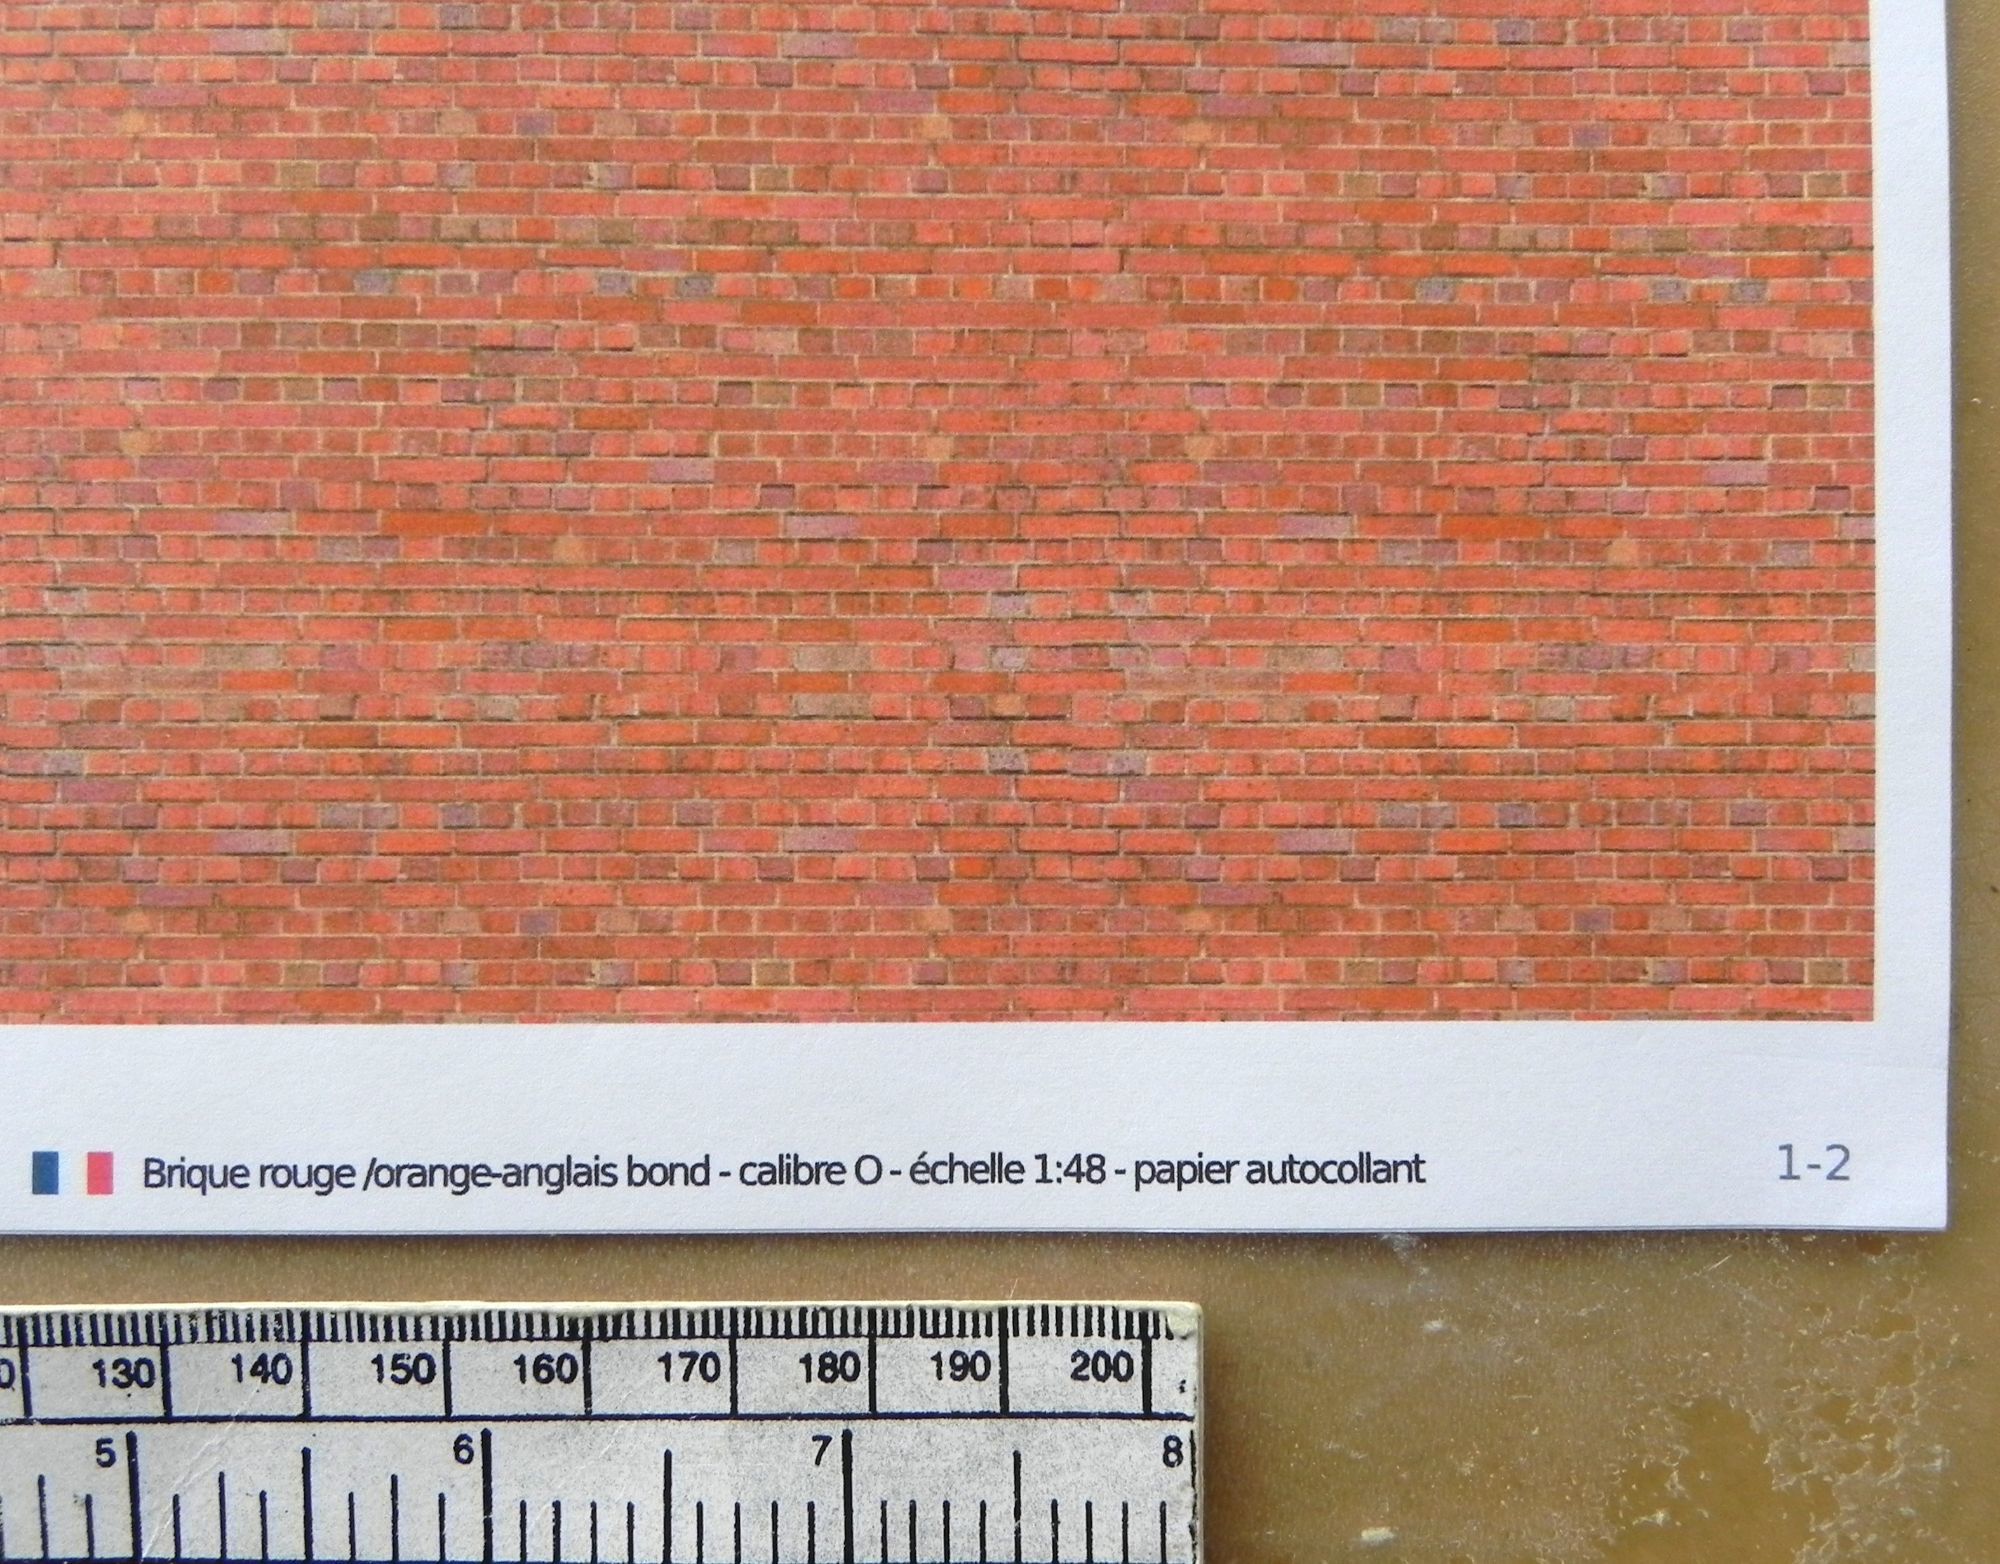 Brique rouge /orange-anglais bond - calibre O - échelle 1:48 - papier autocollant 1-2
0 130 140 150 160 170 180 190 200
5 6 7 8